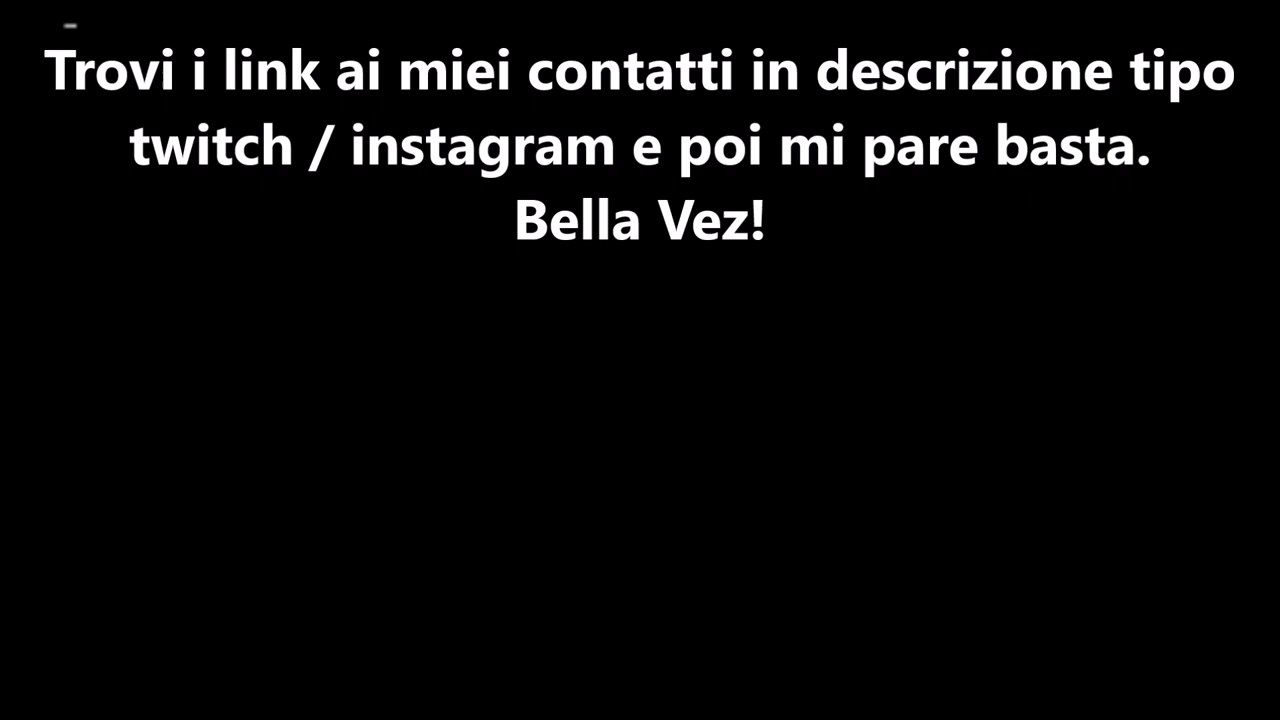 -
Trovi i link ai miei contatti in descrizione tipo
twitch / instagram e poi mi pare basta.
Bella Vez!